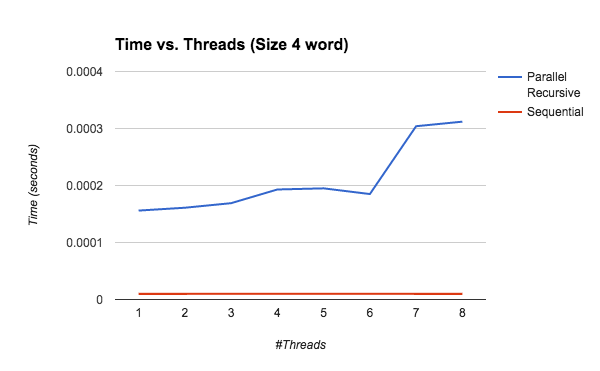 Time vs. Threads (Size 4 word)
0.0004
0.0003
0.0002
0.0001
0
Time (seconds)
1 2 3 4 5 6 7 8
#Threads
Parallel
Recursive
Sequential